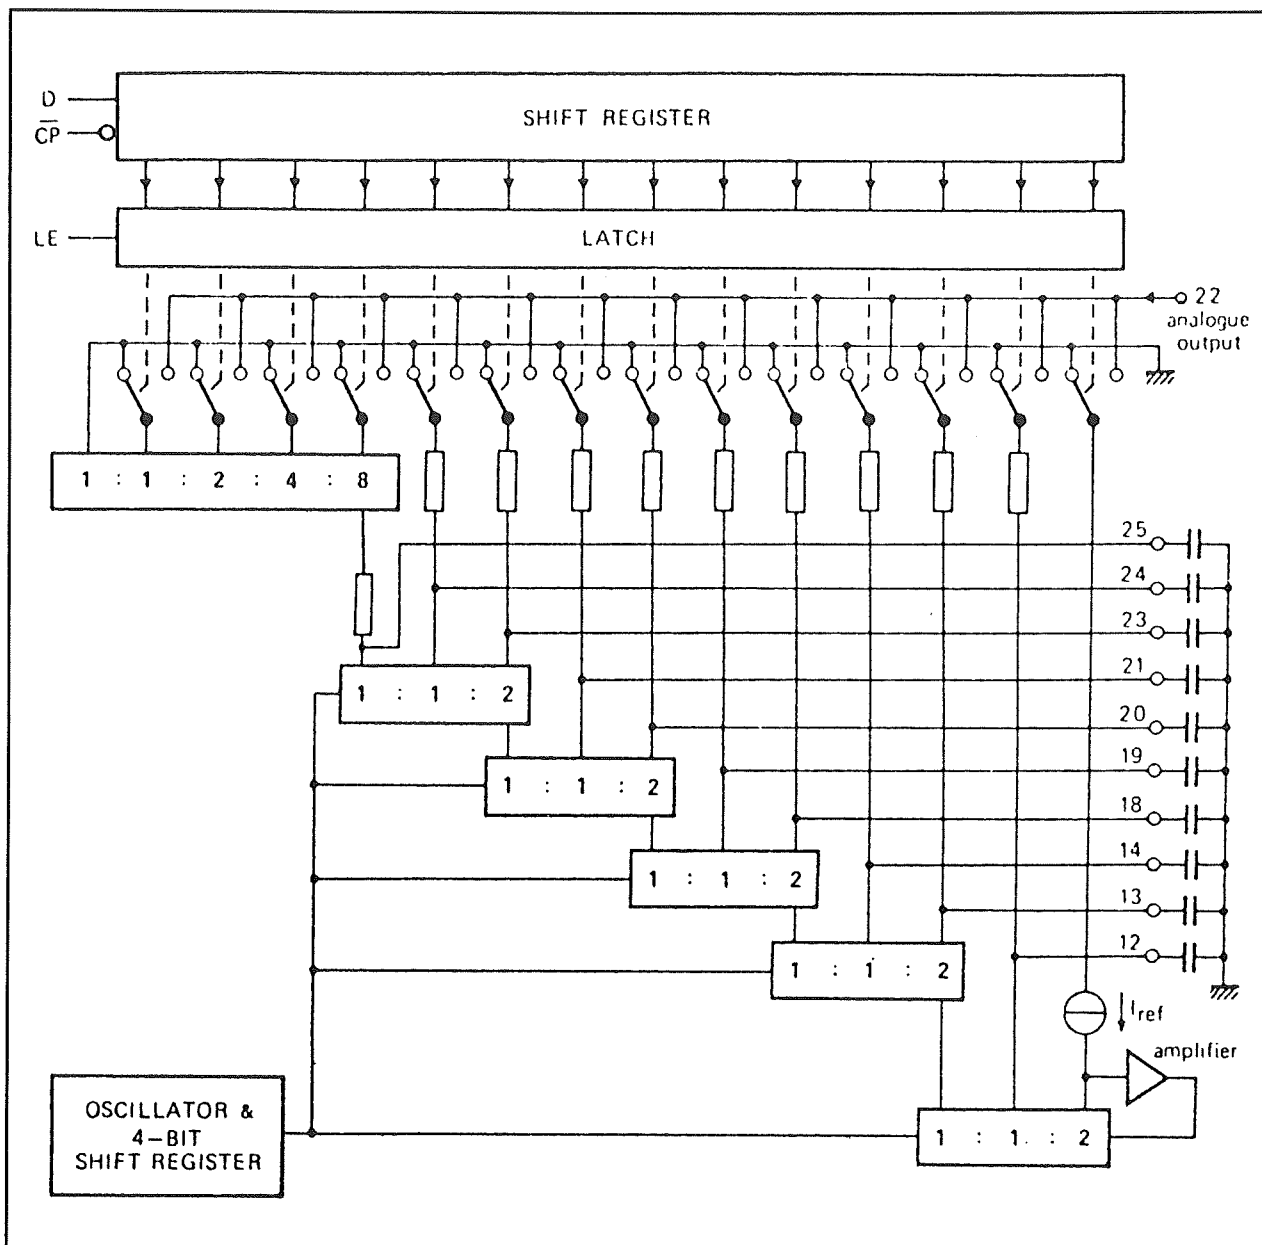 D
CP
SHIFT REGISTER
LE
LATCH
22
analogue
output
1 : 1 : 2 : 4 : 8
25
24
23
21
1 : 1 : 2
20
19
1 : 1 : 2
18
14
1 : 1 : 2
13
12
1 : 1 : 2
Iref
amplifier
OSCILLATOR &
4-BIT
SHIFT REGISTER
1 : 1 : 2